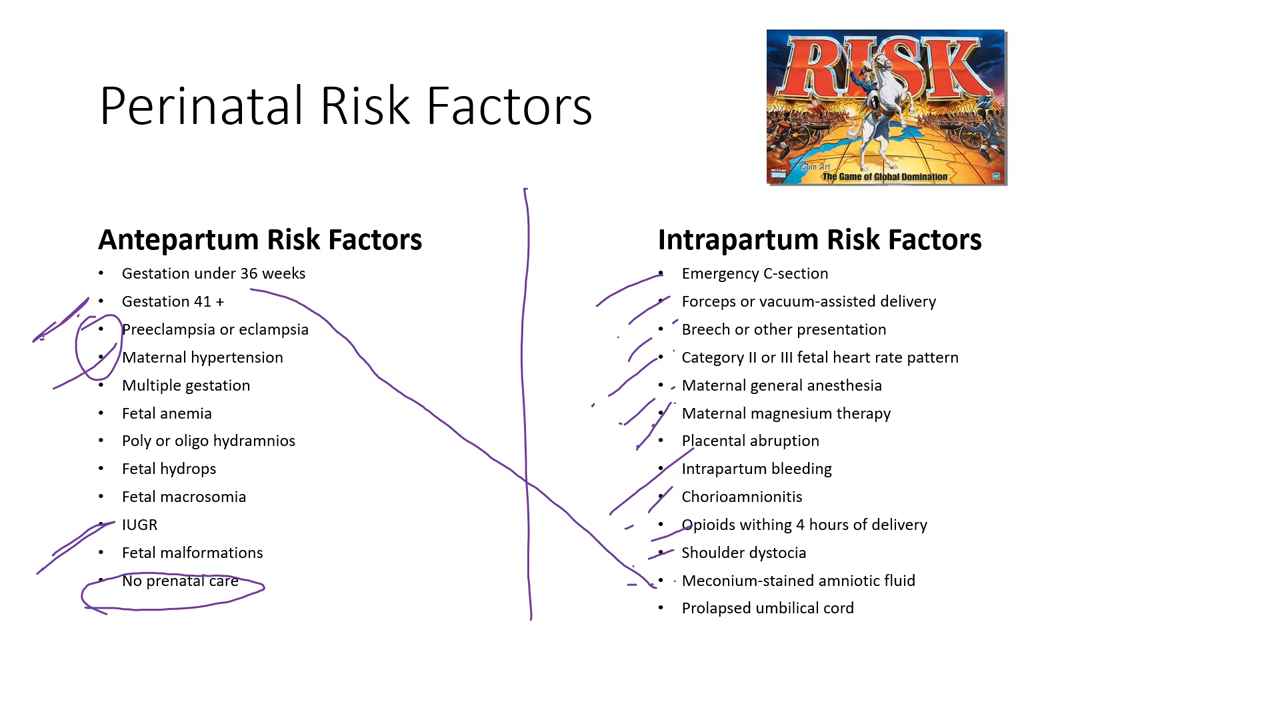 Perinatal Risk Factors
RISK
The Game of Global Domination
Antepartum Risk Factors
• Gestation under 36 weeks
• Gestation 41 +
• Preeclampsia or eclampsia
• Maternal hypertension
• Multiple gestation
• Fetal anemia
• Poly or oligo hydramnios
• Fetal hydrops
• Fetal macrosomia
• IUGR
• Fetal malformations
• No prenatal care
Intrapartum Risk Factors
• Emergency C-section
• Forceps or vacuum-assisted delivery
• Breech or other presentation
• Category II or III fetal heart rate pattern
• Maternal general anesthesia
• Maternal magnesium therapy
• Placental abruption
• Intrapartum bleeding
• Chorioamnionitis
• Opioids withing 4 hours of delivery
• Shoulder dystocia
• Meconium-stained amniotic fluid
• Prolapsed umbilical cord